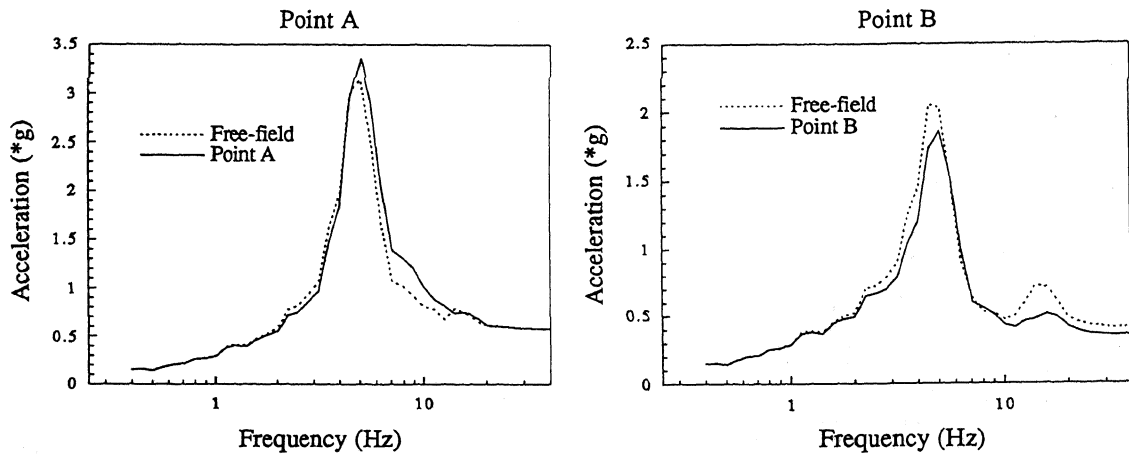 Point A
3.5
3
2.5
2
1.5
1
0.5
0
Acceleration (*g)
Free-field
Point A
1
10
Frequency (Hz)
Point B
2.5
2
1.5
1
0.5
0
Acceleration (*g)
Free-field
Point B
1
10
Frequency (Hz)